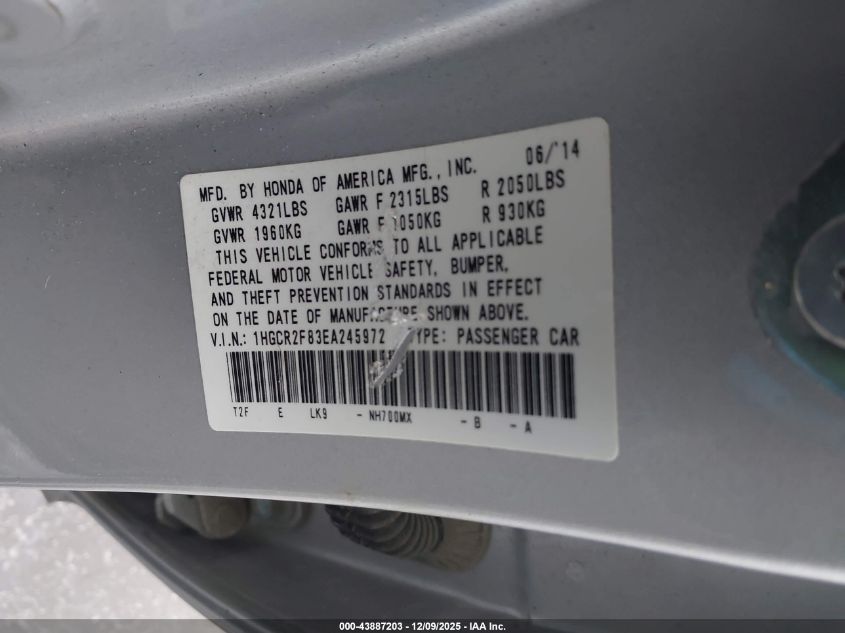 MFD. BY HONDA OF AMERICA MFG., INC. 06/'14
GVWR 4321LBS GAWR F 2315LBS R 2050LBS
GVWR 1960KG GAWR F 1050KG R 930KG
THIS VEHICLE CONFORMS TO ALL APPLICABLE
FEDERAL MOTOR VEHICLE SAFETY, BUMPER,
AND THEFT PREVENTION STANDARDS IN EFFECT
ON THE DATE OF MANUFACTURE SHOWN ABOVE.
V.I.N.: 1HGCR2F83EA245972 TYPE: PASSENGER CAR
T2F E LK9 - NH700MX - B - A
000-43887203 - 12/09/2025 - IAA Inc.